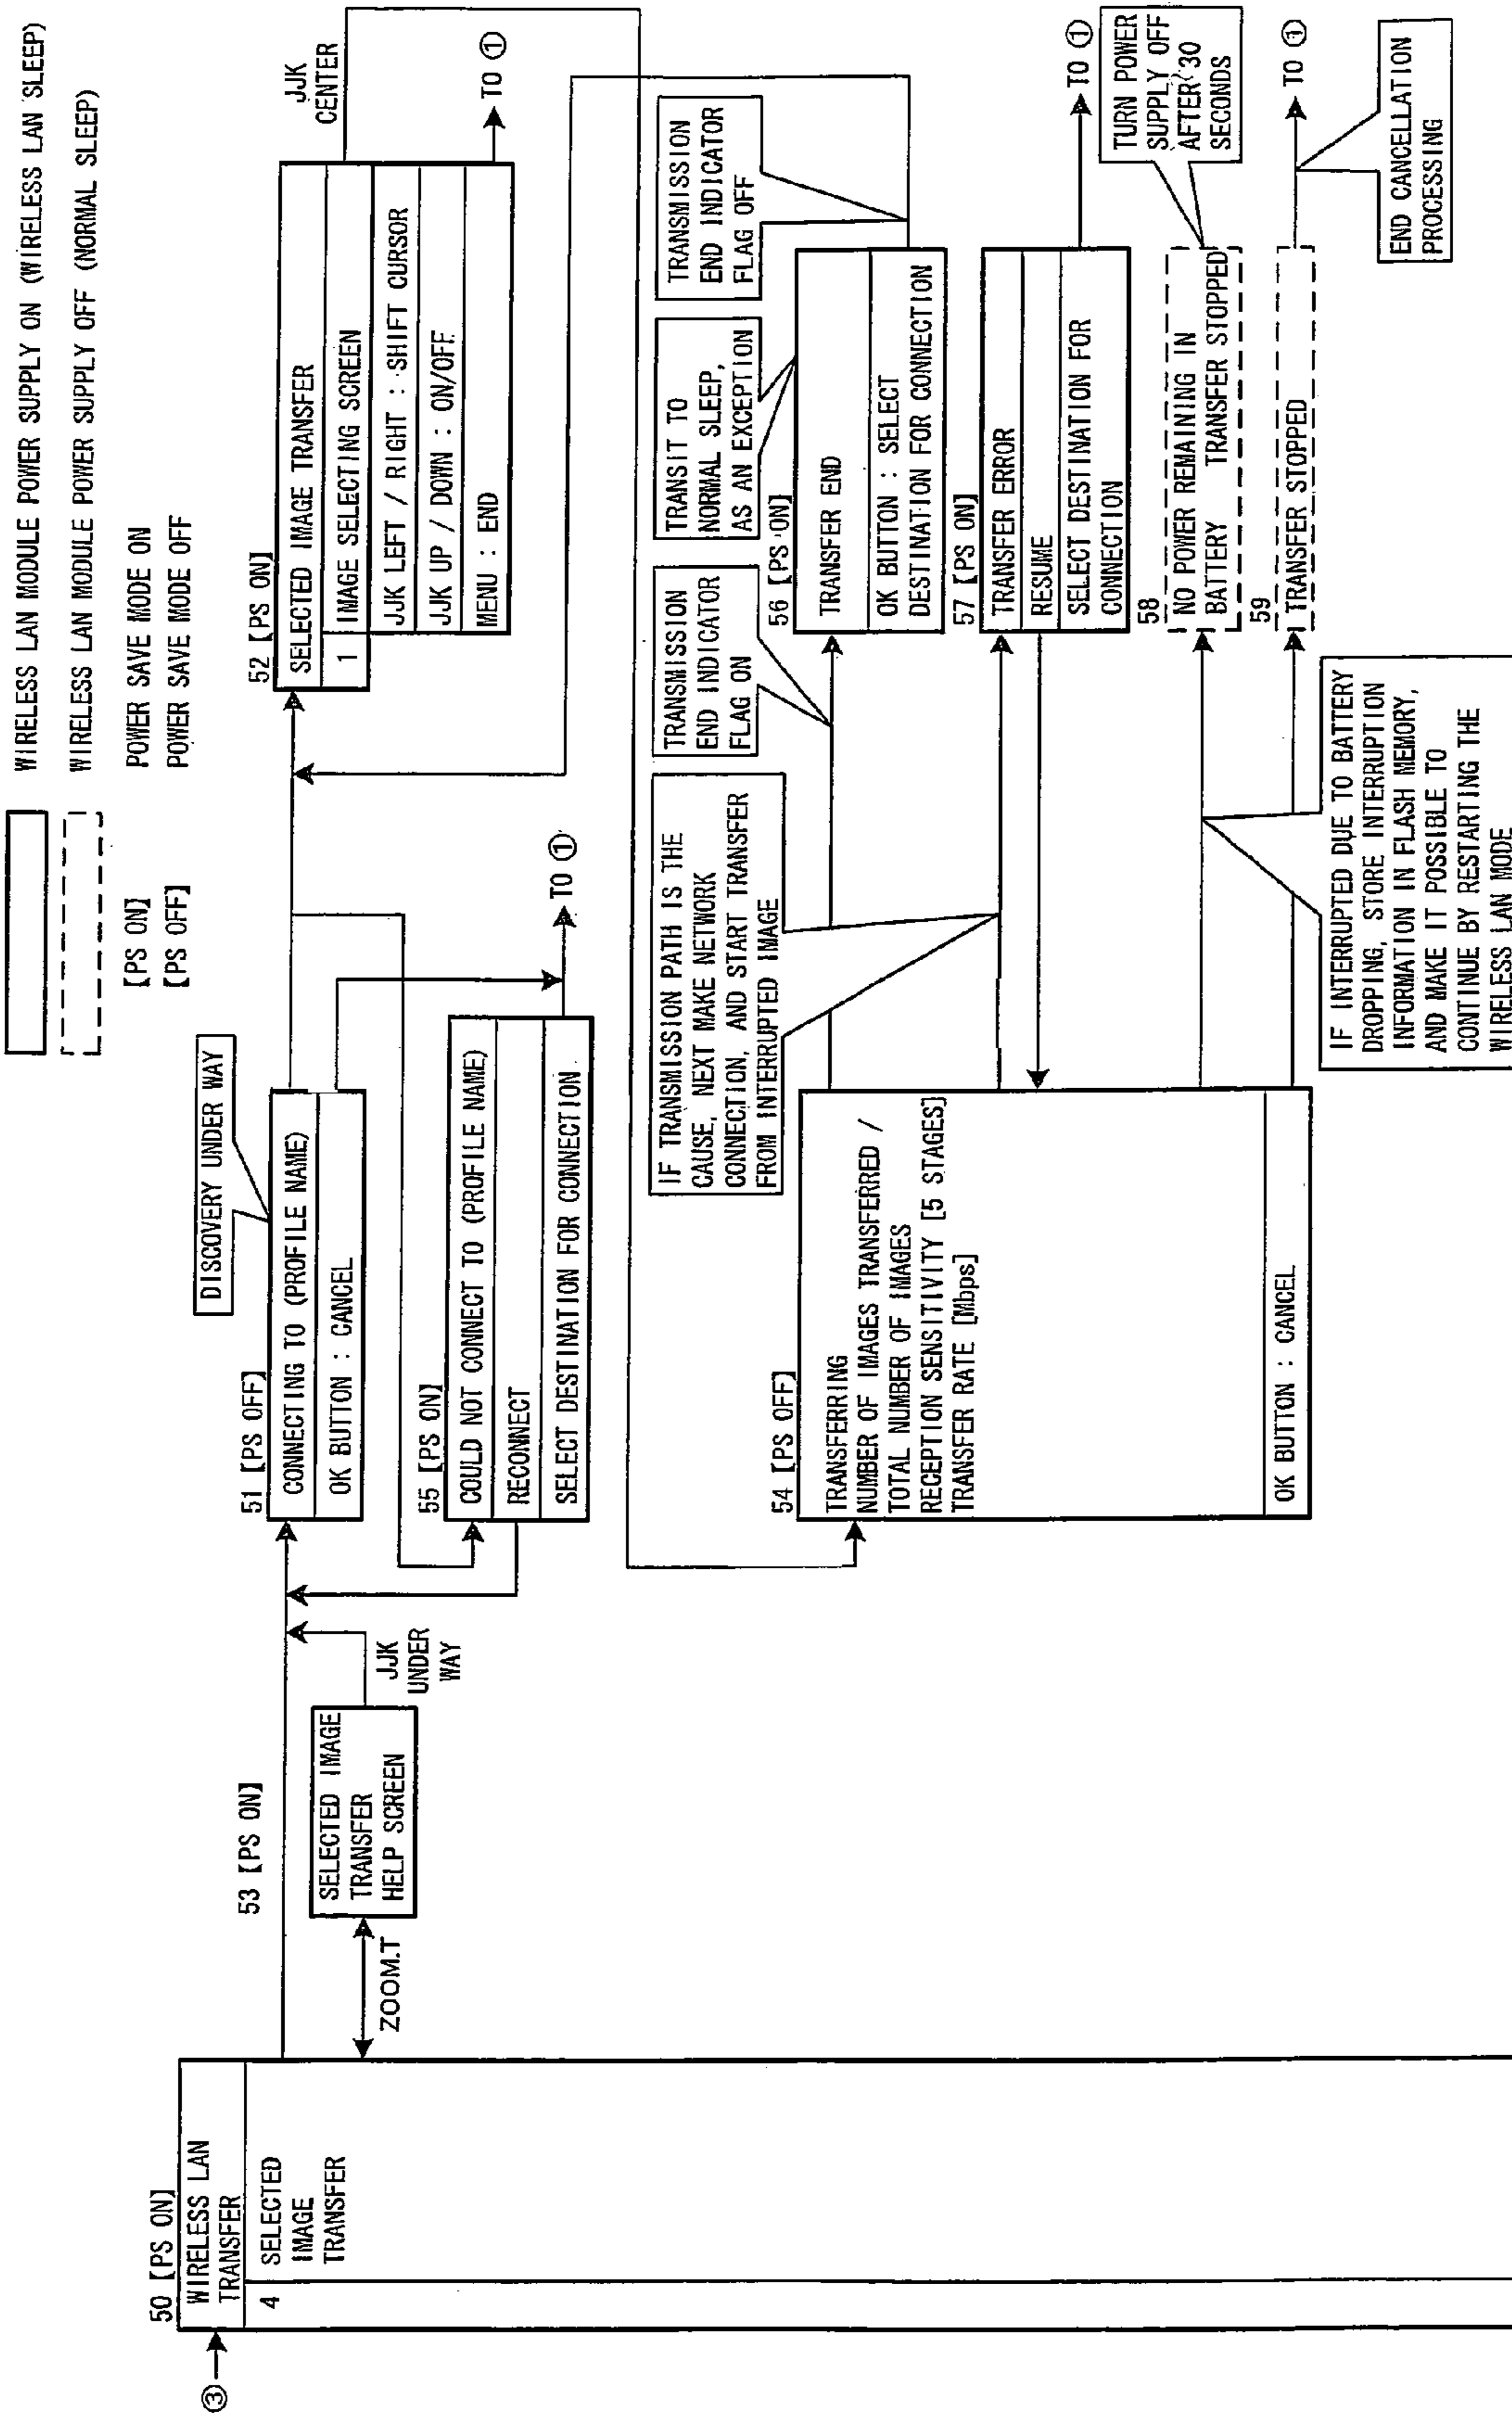 WIRELESS LAN MODULE POWER SUPPLY ON (WIRELESS LAN SLEEP)
WIRELESS LAN MODULE POWER SUPPLY OFF (NORMAL SLEEP)
[PS ON] POWER SAVE MODE ON
[PS OFF] POWER SAVE MODE OFF
③
50 [PS ON]
WIRELESS LAN
TRANSFER
4 SELECTED
IMAGE
TRANSFER
53 [PS ON]
SELECTED IMAGE
TRANSFER
HELP SCREEN
ZOOM.T
JJK
UNDER
WAY
DISCOVERY UNDER WAY
51 [PS OFF]
CONNECTING TO (PROFILE NAME)
OK BUTTON : CANCEL
55 [PS ON]
COULD NOT CONNECT TO (PROFILE NAME)
RECONNECT
SELECT DESTINATION FOR CONNECTION
TO ①
52 [PS ON]
SELECTED IMAGE TRANSFER
1 IMAGE SELECTING SCREEN
JJK LEFT / RIGHT : SHIFT CURSOR
JJK UP / DOWN : ON/OFF
MENU : END
JJK
CENTER
TO ①
54 [PS OFF]
TRANSFERRING
NUMBER OF IMAGES TRANSFERRED /
TOTAL NUMBER OF IMAGES
RECEPTION SENSITIVITY [5 STAGES]
TRANSFER RATE [Mbps]
OK BUTTON : CANCEL
IF TRANSMISSION PATH IS THE
CAUSE, NEXT MAKE NETWORK
CONNECTION, AND START TRANSFER
FROM INTERRUPTED IMAGE
TRANSMISSION
END INDICATOR
FLAG ON
TRANSIT TO
NORMAL SLEEP,
AS AN EXCEPTION
TRANSMISSION
END INDICATOR
FLAG OFF
56 [PS ON]
TRANSFER END
OK BUTTON : SELECT
DESTINATION FOR CONNECTION
57 [PS ON]
TRANSFER ERROR
RESUME
SELECT DESTINATION FOR
CONNECTION
TO ①
58
NO POWER REMAINING IN
BATTERY TRANSFER STOPPED
TURN POWER
SUPPLY OFF
AFTER 30
SECONDS
59
TRANSFER STOPPED
TO ①
END CANCELLATION
PROCESSING
IF INTERRUPTED DUE TO BATTERY
DROPPING, STORE INTERRUPTION
INFORMATION IN FLASH MEMORY,
AND MAKE IT POSSIBLE TO
CONTINUE BY RESTARTING THE
WIRELESS LAN MODE